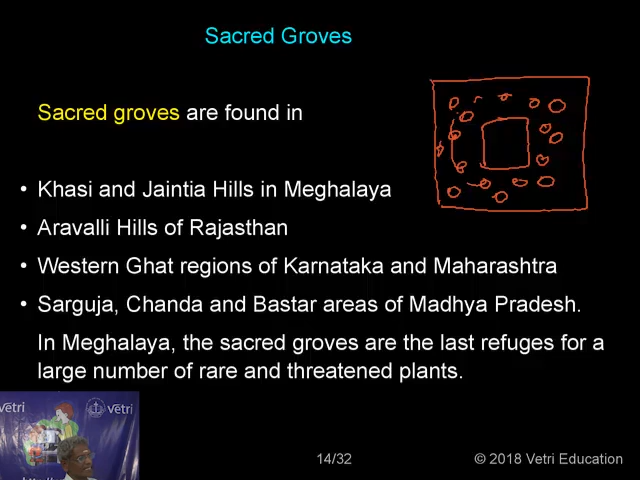 Sacred Groves
Sacred groves are found in
• Khasi and Jaintia Hills in Meghalaya
• Aravalli Hills of Rajasthan
• Western Ghat regions of Karnataka and Maharashtra
• Sarguja, Chanda and Bastar areas of Madhya Pradesh.
In Meghalaya, the sacred groves are the last refuges for a
large number of rare and threatened plants.
Vetri
14/32
© 2018 Vetri Education